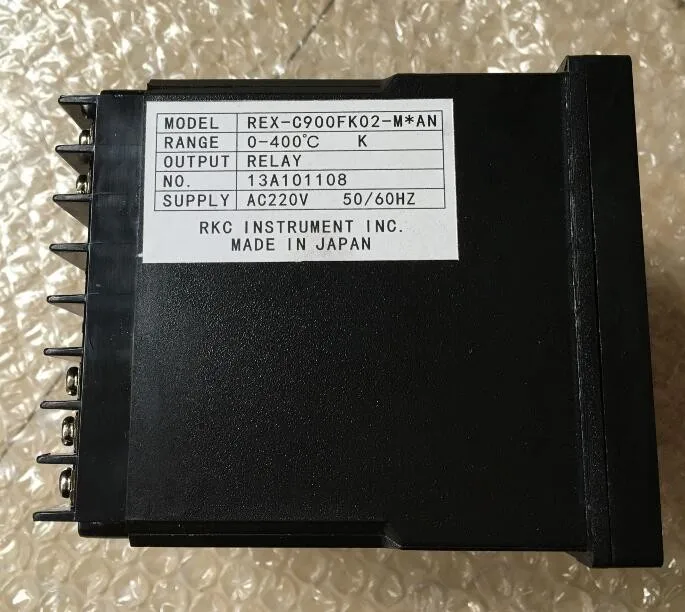 MODEL REX-C900FK02-M*AN
RANGE 0-400℃ K
OUTPUT RELAY
NO. 13A101108
SUPPLY AC220V 50/60HZ
RKC INSTRUMENT INC.
MADE IN JAPAN